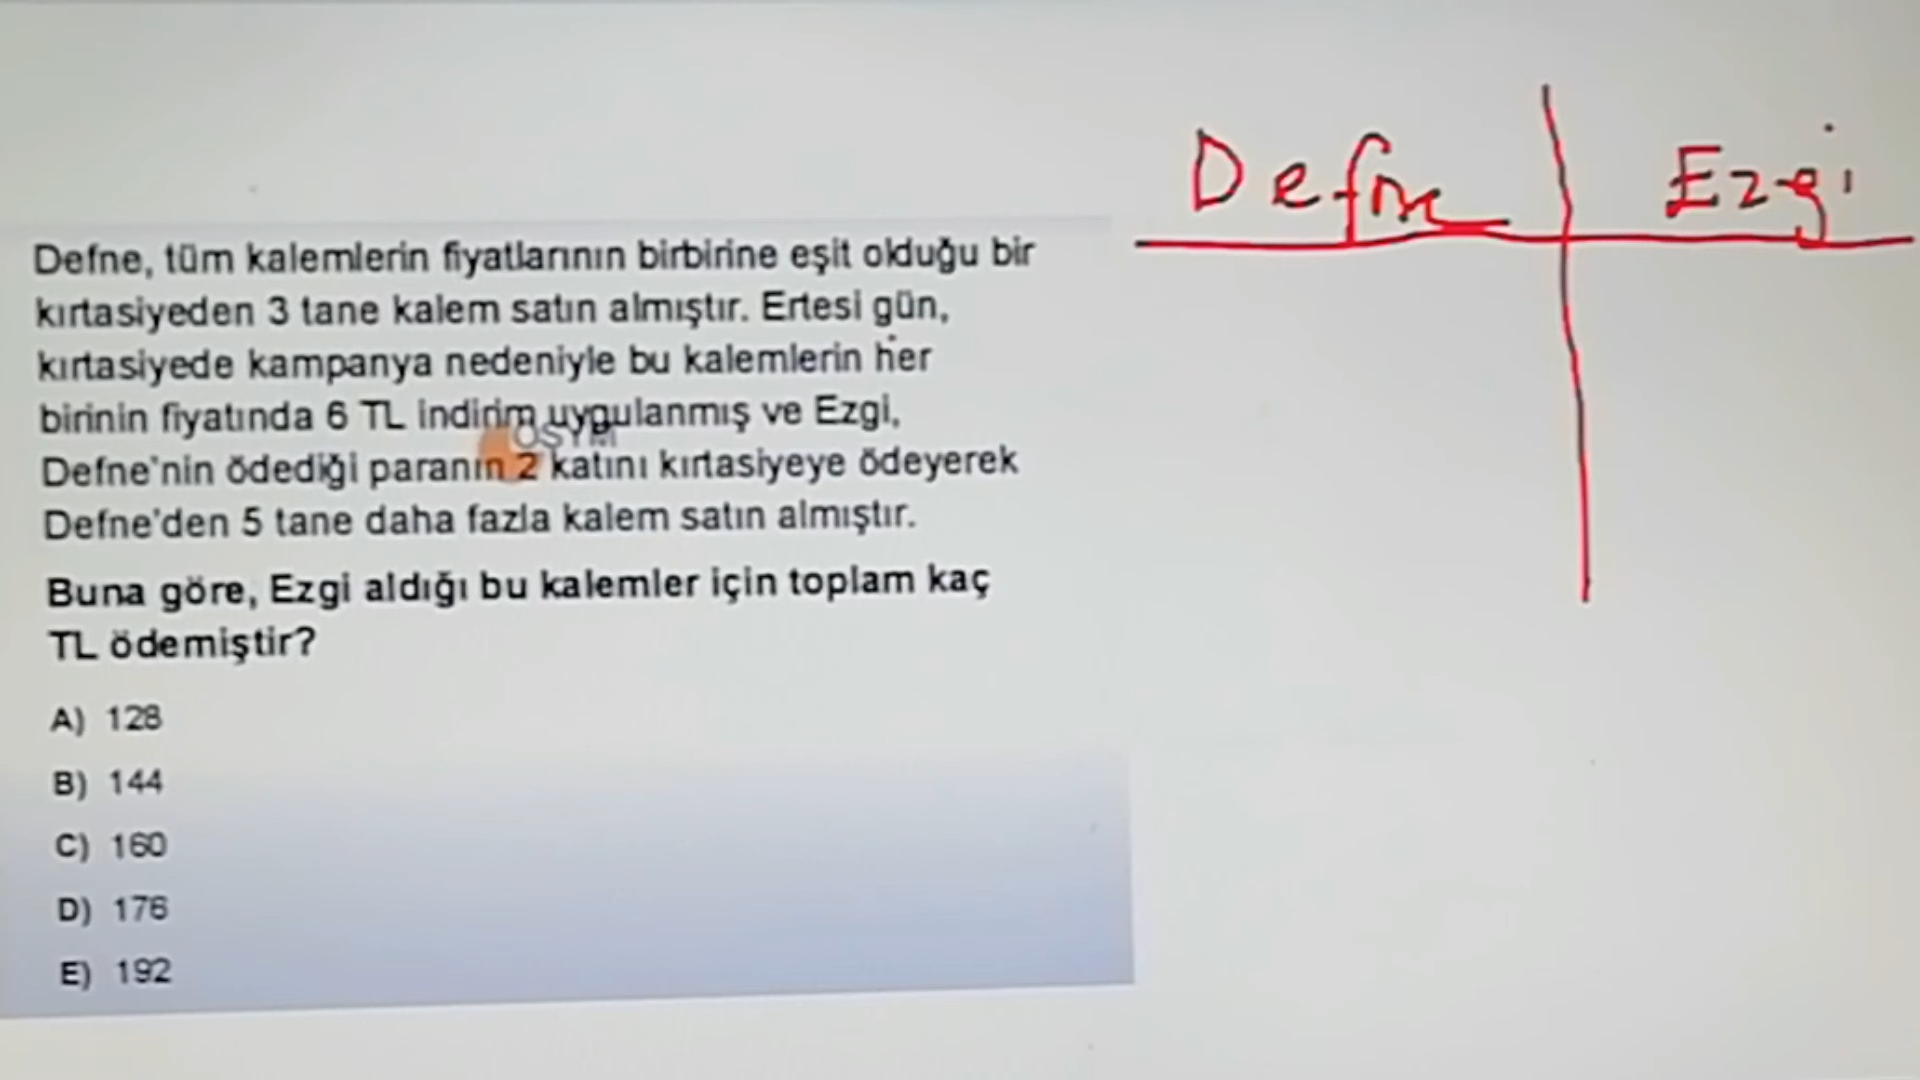 Defne, tüm kalemlerin fiyatlarının birbirine eşit olduğu bir
kırtasiyeden 3 tane kalem satın almıştır. Ertesi gün,
kırtasiyede kampanya nedeniyle bu kalemlerin her
birinin fiyatında 6 TL indirim uygulanmış ve Ezgi,
ÖSYM
Defne'nin ödediği paranın 2 katını kırtasiyeye ödeyerek
Defne'den 5 tane daha fazla kalem satın almıştır.
Buna göre, Ezgi aldığı bu kalemler için toplam kaç
TL ödemiştir?
A) 128
B) 144
C) 160
D) 176
E) 192
Defne Ezgi